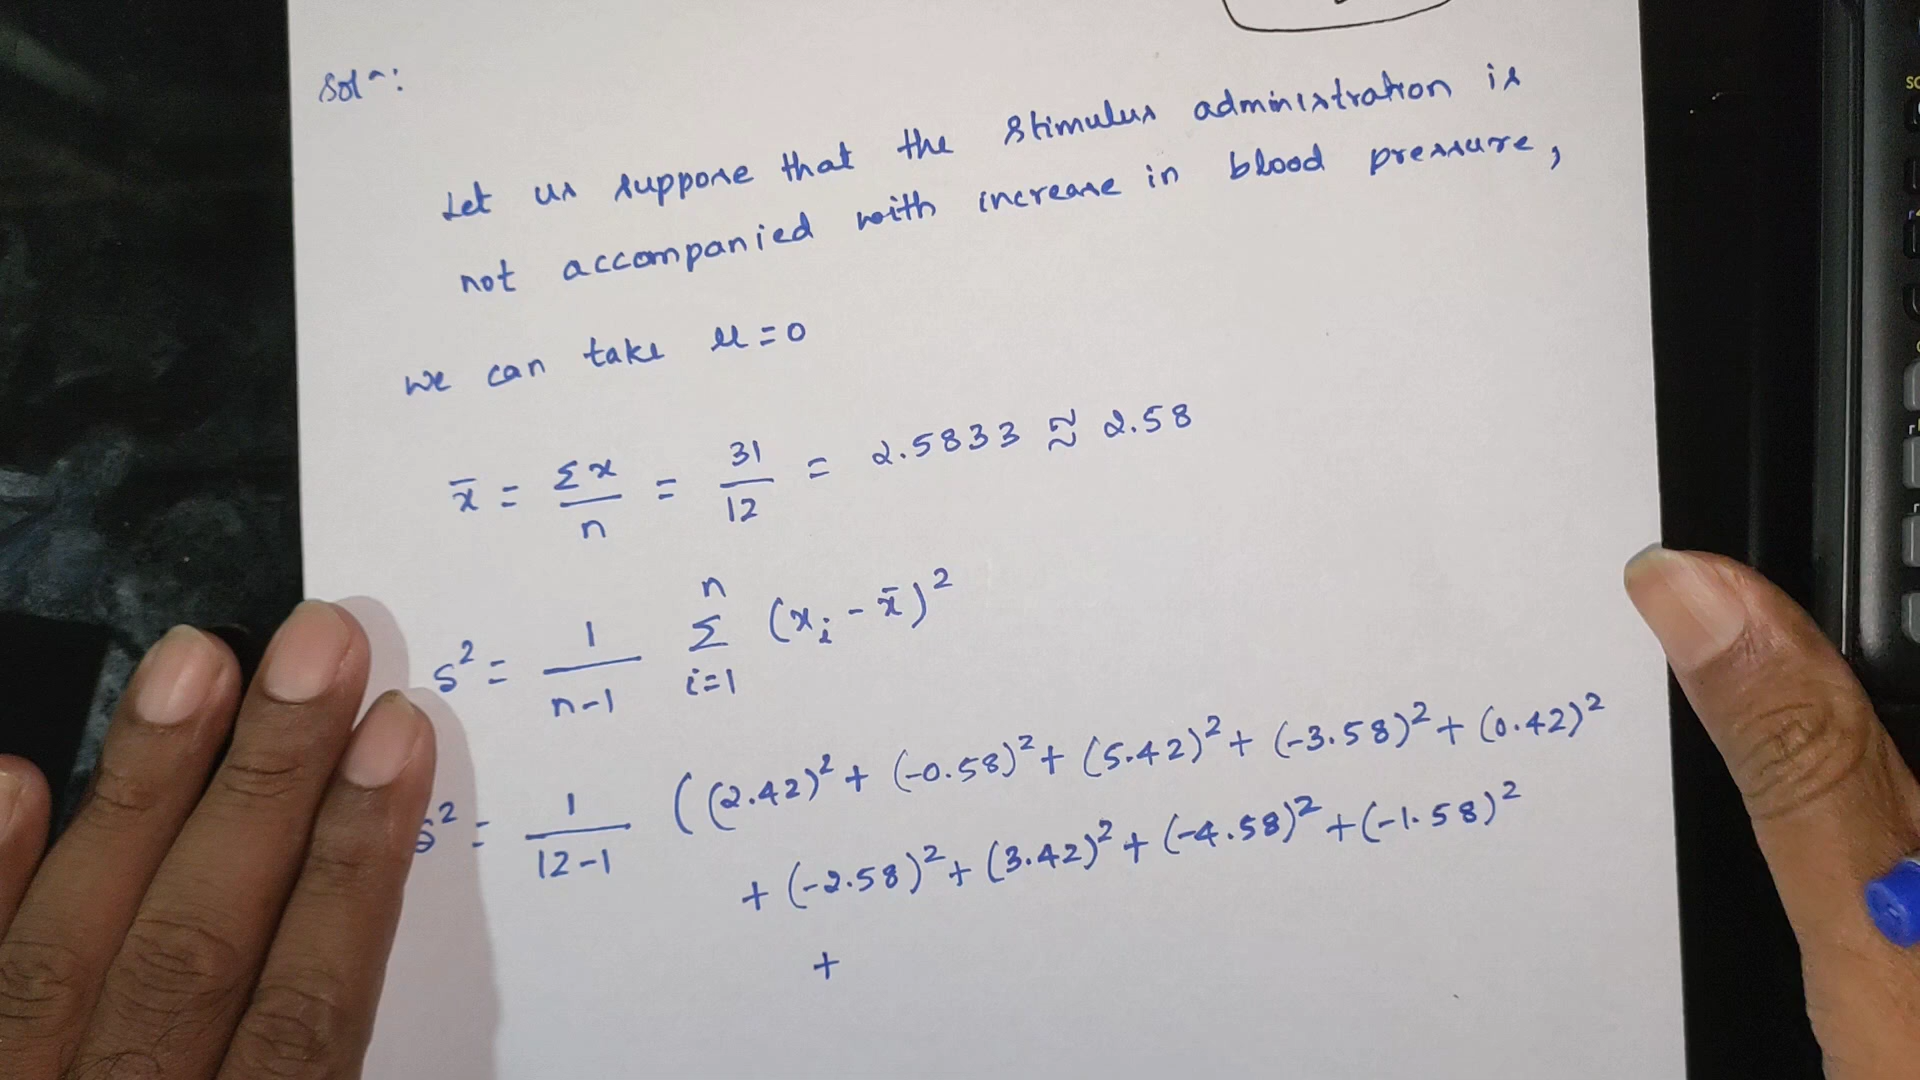 Soln:
Let us suppose that the stimulus administration is
not accompanied with increase in blood pressure,
We can take μ = 0
x̄ = Σx/n = 31/12 = 2.5833 ≈ 2.58
s² = 1/(n-1) Σ_{i=1}^{n} (x_i - x̄)²
s² = 1/(12-1) ((2.42)² + (-0.58)² + (5.42)² + (-3.58)² + (0.42)²
+ (-2.58)² + (3.42)² + (-4.58)² + (-1.58)²
+